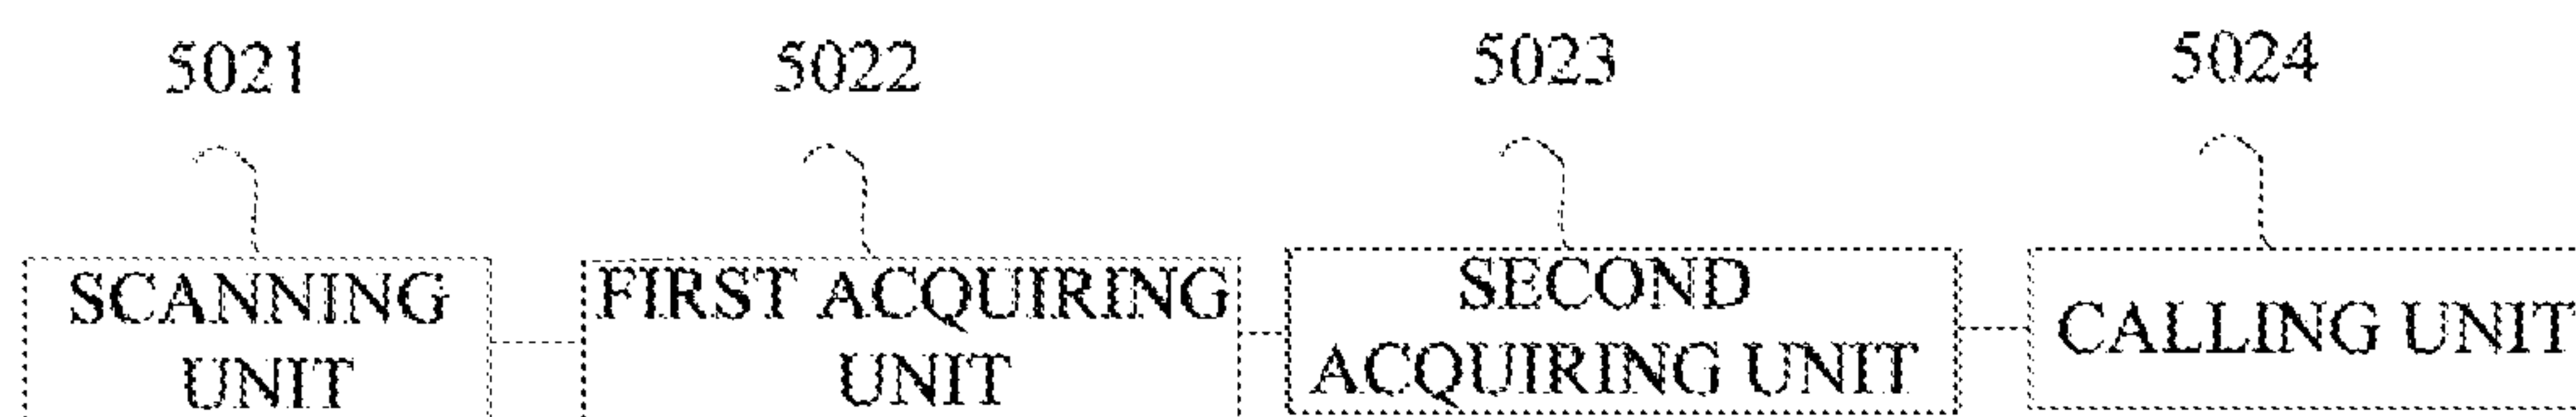 5021 5022 5023 5024
SCANNING
UNIT
FIRST ACQUIRING
UNIT
SECOND
ACQUIRING UNIT
CALLING UNIT